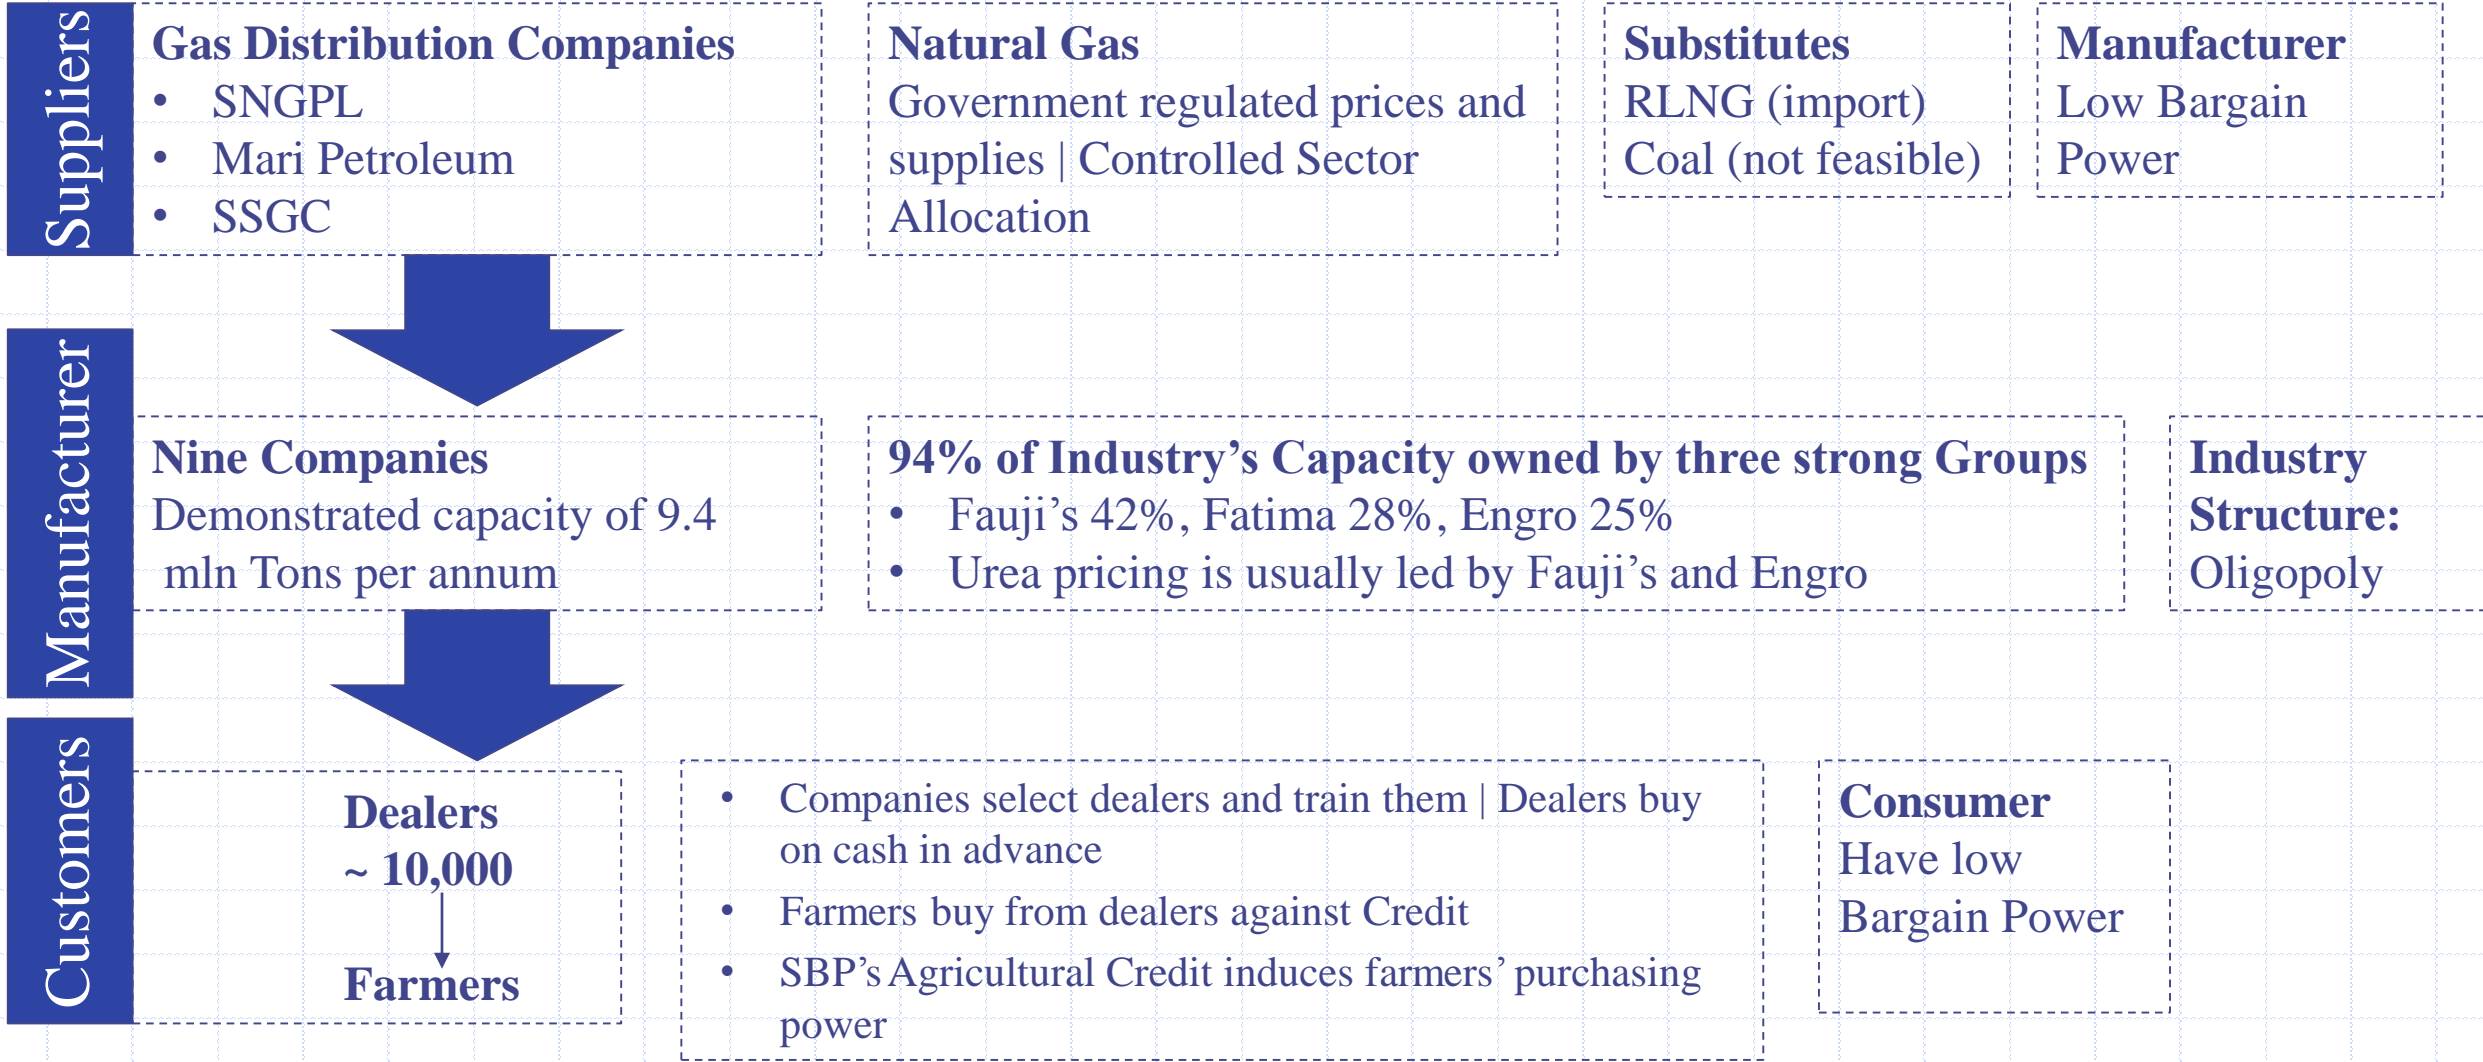 Suppliers
Gas Distribution Companies
• SNGPL
• Mari Petroleum
• SSGC
Natural Gas
Government regulated prices and
supplies | Controlled Sector
Allocation
Substitutes
RLNG (import)
Coal (not feasible)
Manufacturer
Low Bargain
Power
Manufacturer
Nine Companies
Demonstrated capacity of 9.4
mln Tons per annum
94% of Industry’s Capacity owned by three strong Groups
• Fauji’s 42%, Fatima 28%, Engro 25%
• Urea pricing is usually led by Fauji’s and Engro
Industry
Structure:
Oligopoly
Customers
Dealers
~ 10,000
Farmers
• Companies select dealers and train them | Dealers buy
on cash in advance
• Farmers buy from dealers against Credit
• SBP’s Agricultural Credit induces farmers’ purchasing
power
Consumer
Have low
Bargain Power